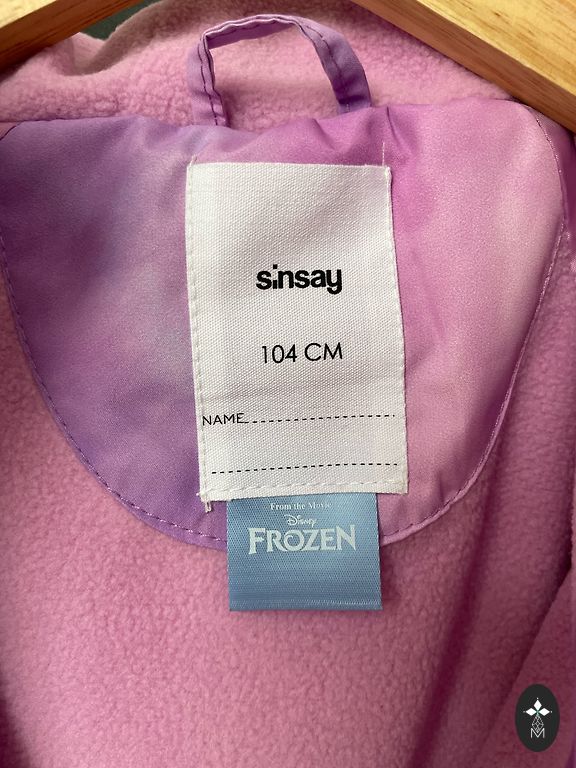 sinsay
104 CM
NAME
From the Movie
Disney
FROZEN
M